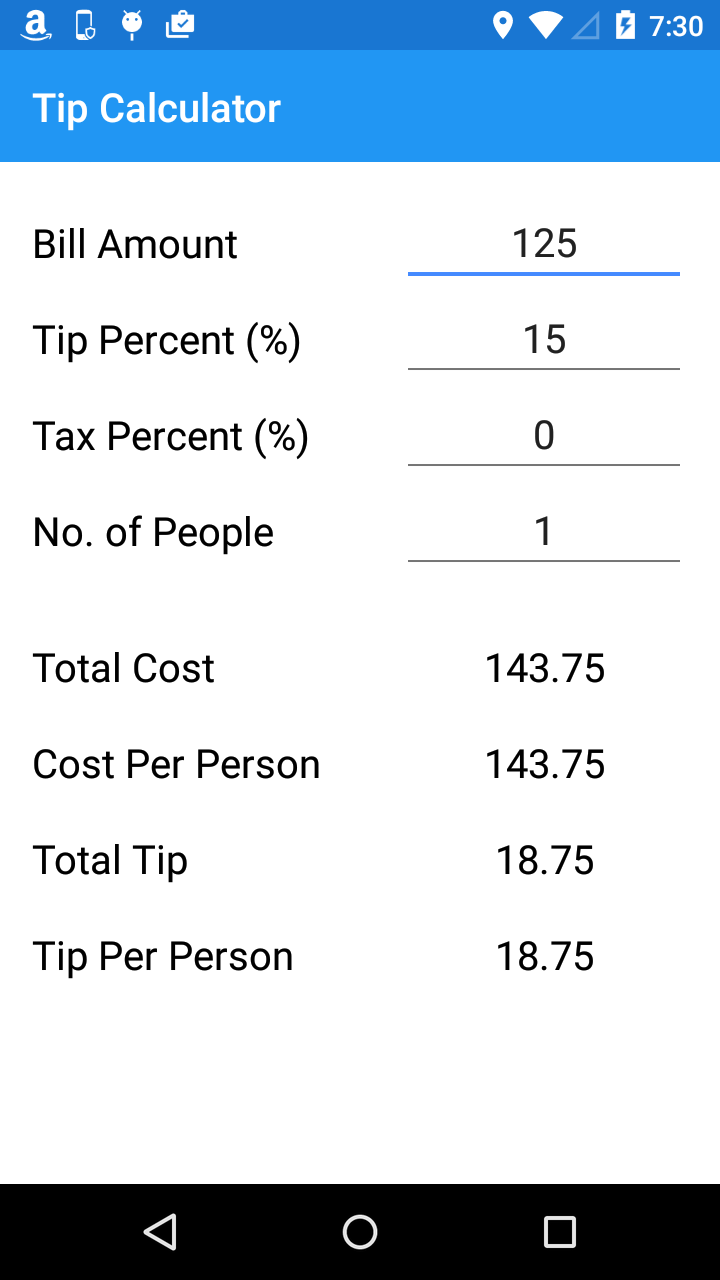 7:30
Tip Calculator
Bill Amount 125
Tip Percent (%) 15
Tax Percent (%) 0
No. of People 1
Total Cost 143.75
Cost Per Person 143.75
Total Tip 18.75
Tip Per Person 18.75